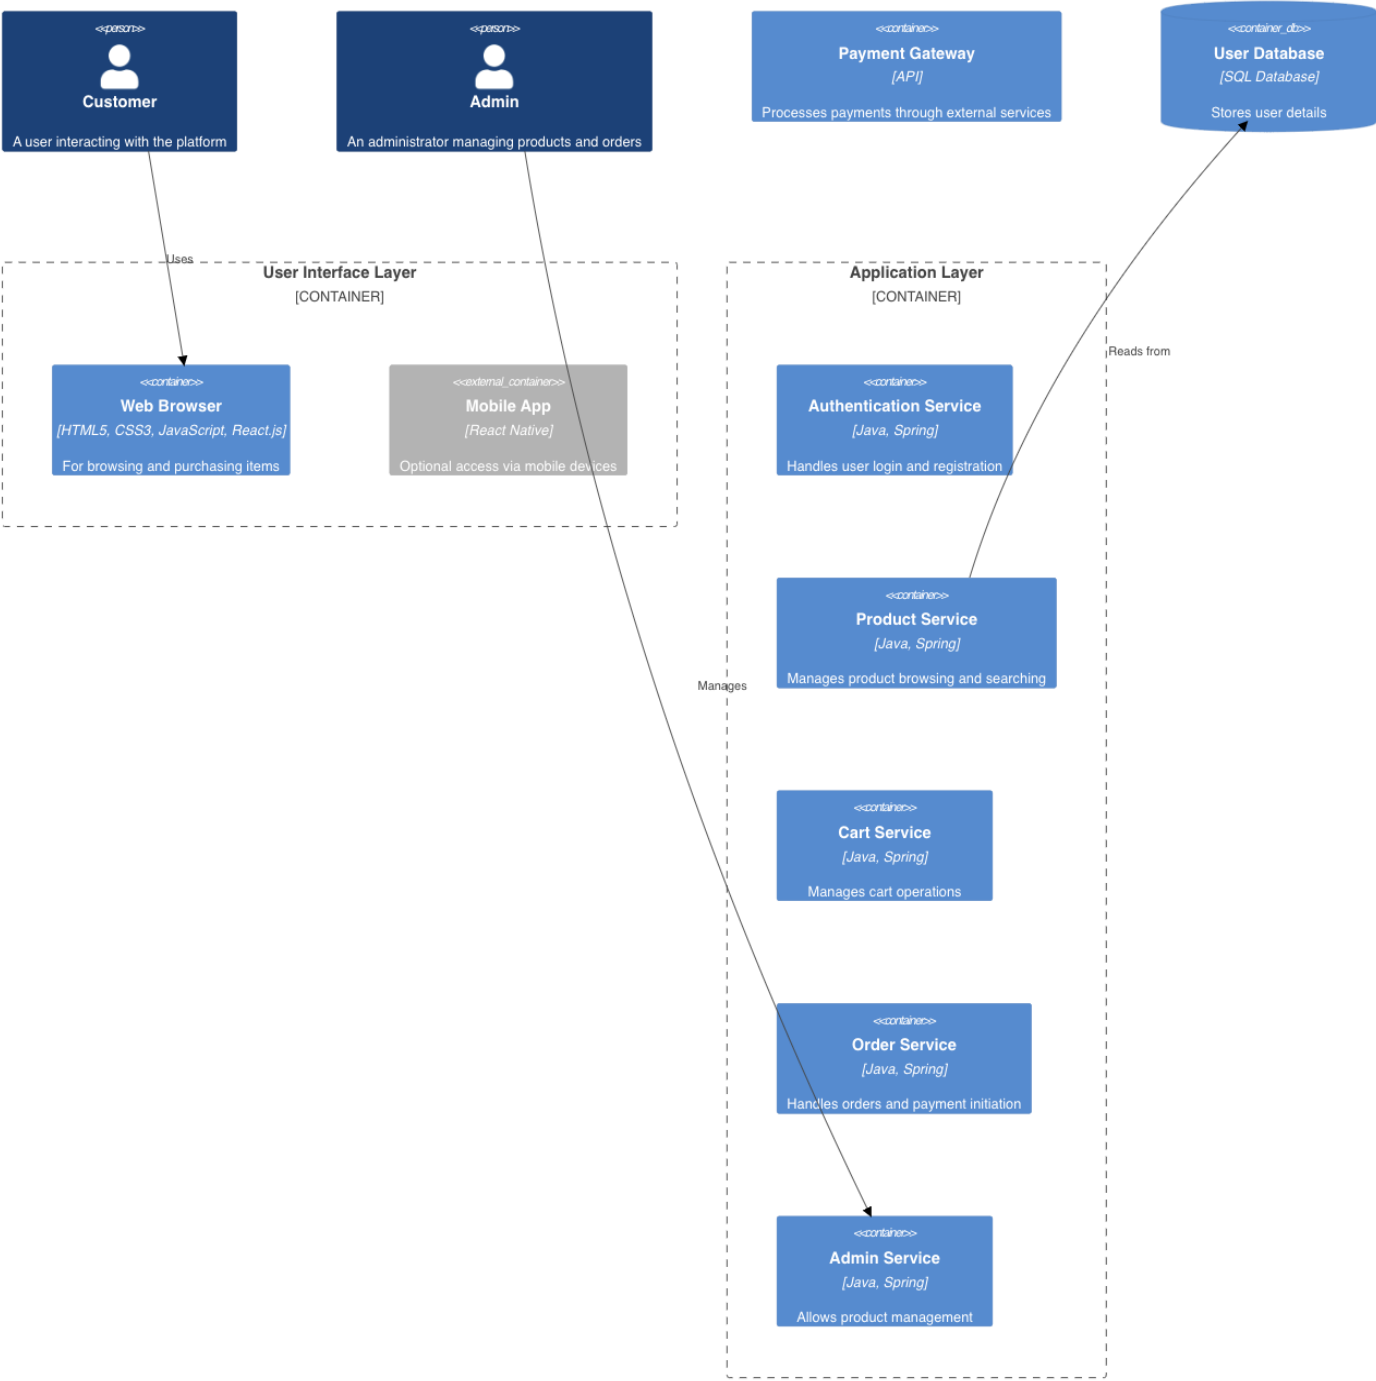 <<person>>
Customer
A user interacting with the platform
<<person>>
Admin
An administrator managing products and orders
<<container>>
Payment Gateway
[API]
Processes payments through external services
<<container_db>>
User Database
[SQL Database]
Stores user details
Uses
User Interface Layer
[CONTAINER]
<<container>>
Web Browser
[HTML5, CSS3, JavaScript, React.js]
For browsing and purchasing items
<<external_container>>
Mobile App
[React Native]
Optional access via mobile devices
Application Layer
[CONTAINER]
Reads from
<<container>>
Authentication Service
[Java, Spring]
Handles user login and registration
<<container>>
Product Service
[Java, Spring]
Manages product browsing and searching
Manages
<<container>>
Cart Service
[Java, Spring]
Manages cart operations
<<container>>
Order Service
[Java, Spring]
Handles orders and payment initiation
<<container>>
Admin Service
[Java, Spring]
Allows product management